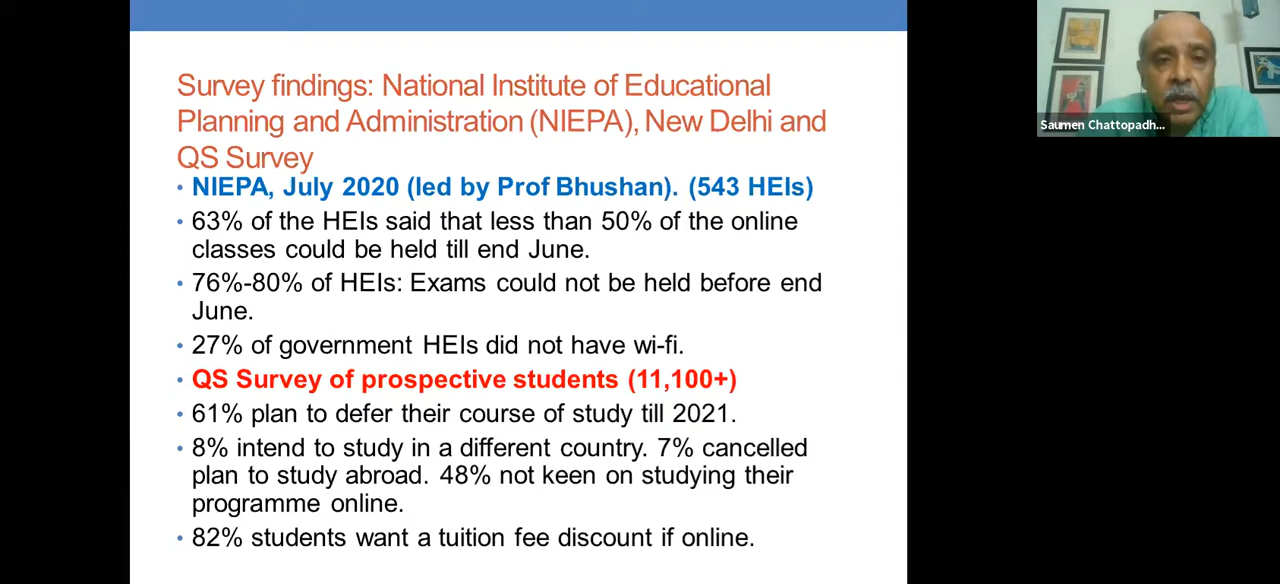 Survey findings: National Institute of Educational
Planning and Administration (NIEPA), New Delhi and
QS Survey
• NIEPA, July 2020 (led by Prof Bhushan). (543 HEIs)
• 63% of the HEIs said that less than 50% of the online
classes could be held till end June.
• 76%-80% of HEIs: Exams could not be held before end
June.
• 27% of government HEIs did not have wi-fi.
• QS Survey of prospective students (11,100+)
• 61% plan to defer their course of study till 2021.
• 8% intend to study in a different country. 7% cancelled
plan to study abroad. 48% not keen on studying their
programme online.
• 82% students want a tuition fee discount if online.
Saumen Chattopadh...